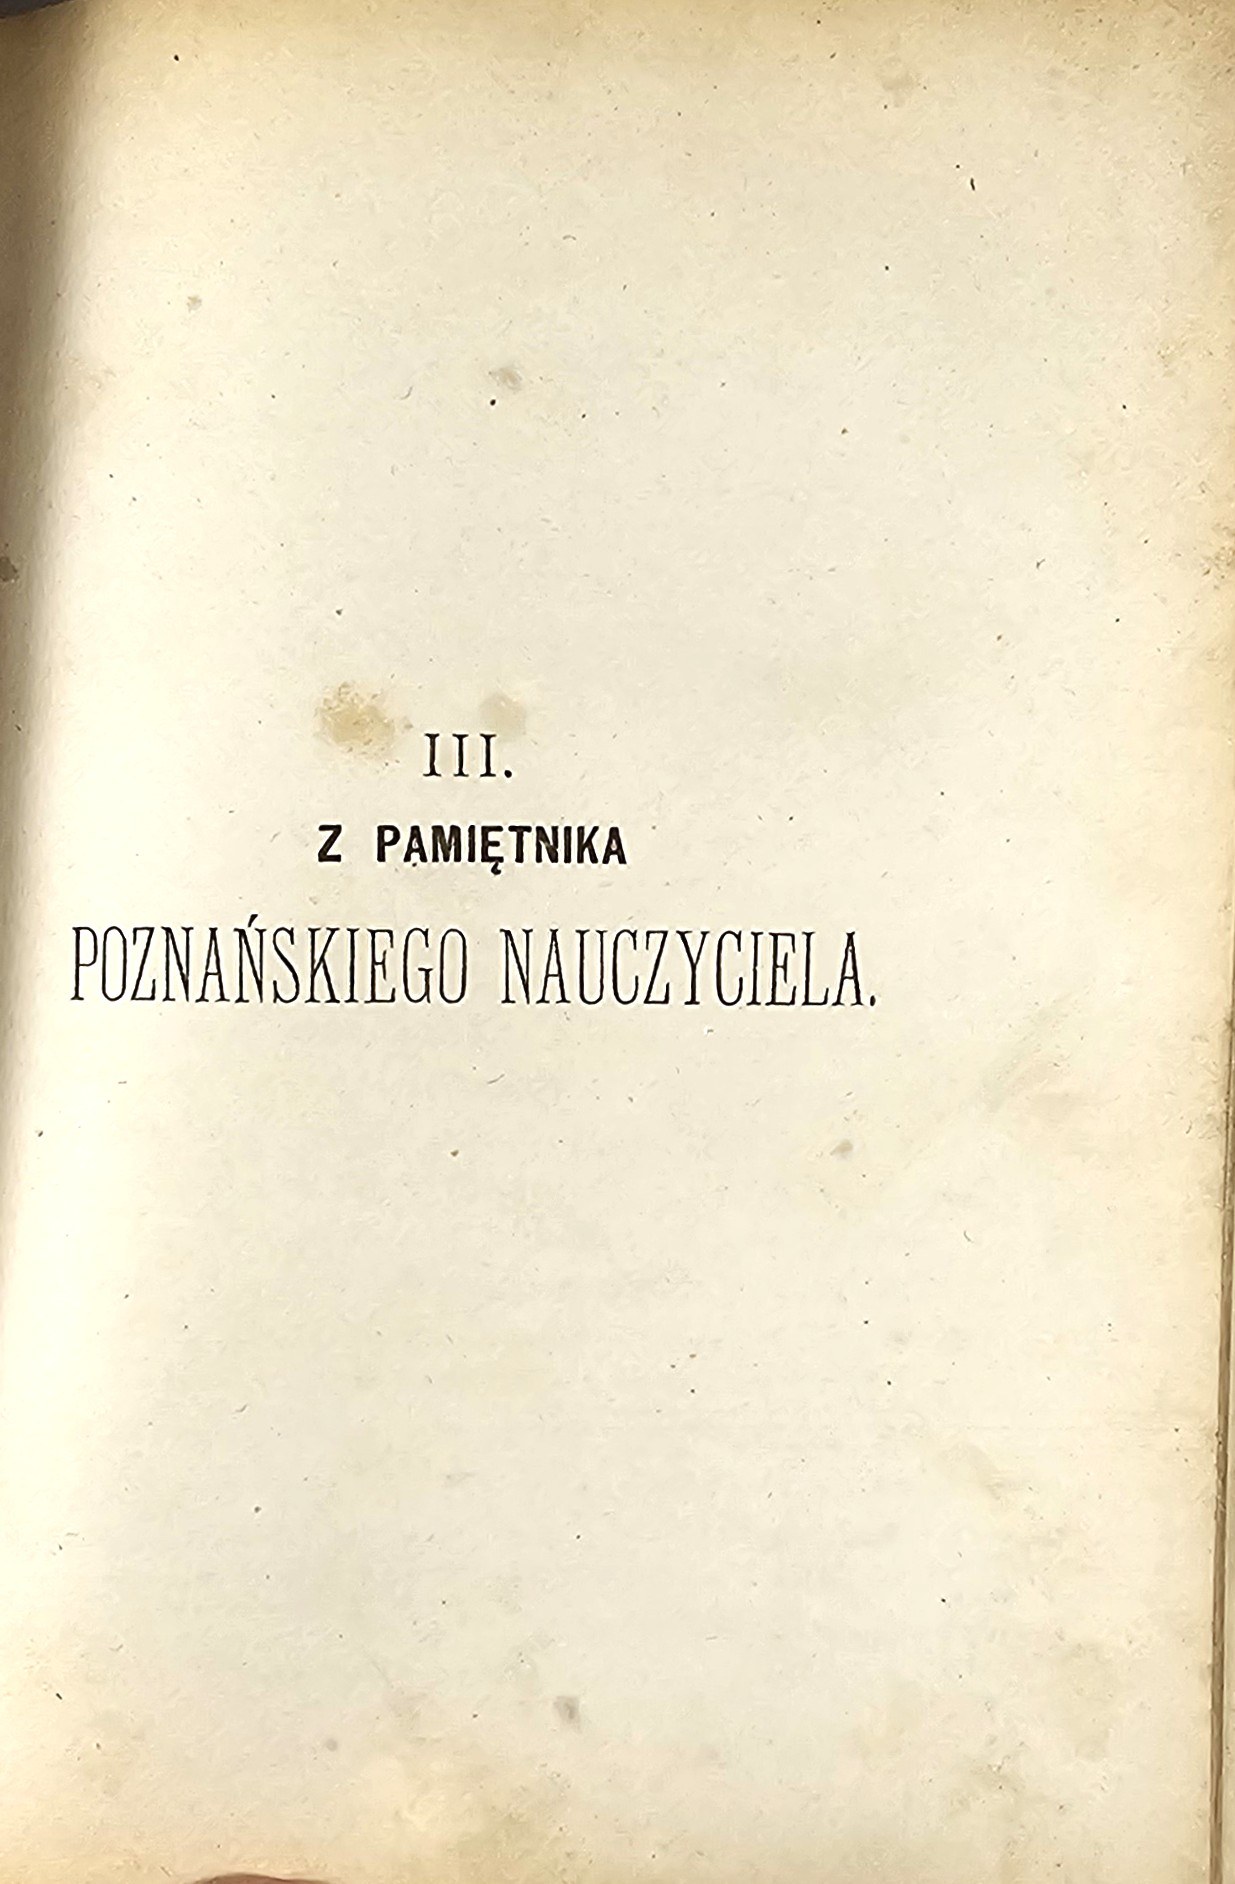 III.
Z PAMIĘTNIKA
POZNAŃSKIEGO NAUCZYCIELA.